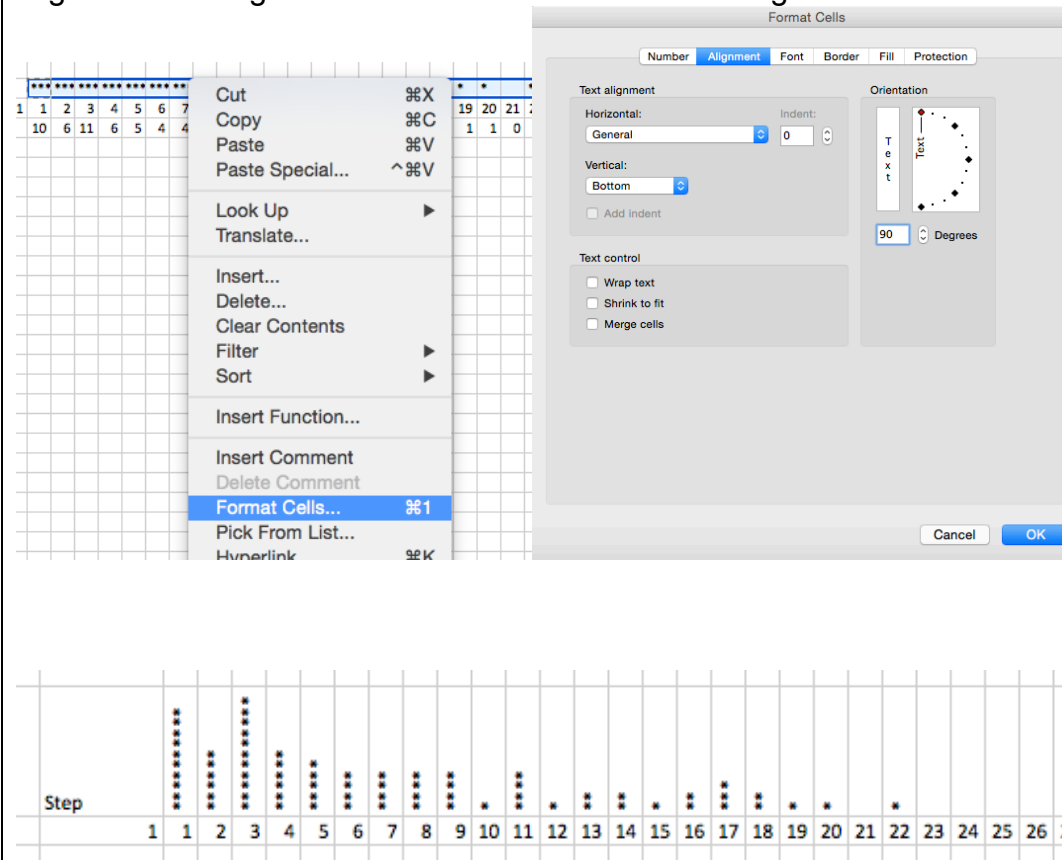 Format Cells
Number Alignment Font Border Fill Protection
*** *** *** *** *** *** ** * *
1 1 2 3 4 5 6 7 19 20 21
10 6 11 6 5 4 4 1 1 0
Cut ⌘X
Copy ⌘C
Paste ⌘V
Paste Special... ^⌘V
Look Up ▶
Translate...
Insert...
Delete...
Clear Contents
Filter ▶
Sort ▶
Insert Function...
Insert Comment
Delete Comment
Format Cells... ⌘1
Pick From List...
Hyperlink ⌘K
Text alignment
Horizontal: Indent:
General 0
Vertical:
Bottom
Add indent
Text control
Wrap text
Shrink to fit
Merge cells
Orientation
Text
Text
90 Degrees
Cancel OK
Step
1 1 2 3 4 5 6 7 8 9 10 11 12 13 14 15 16 17 18 19 20 21 22 23 24 25 26